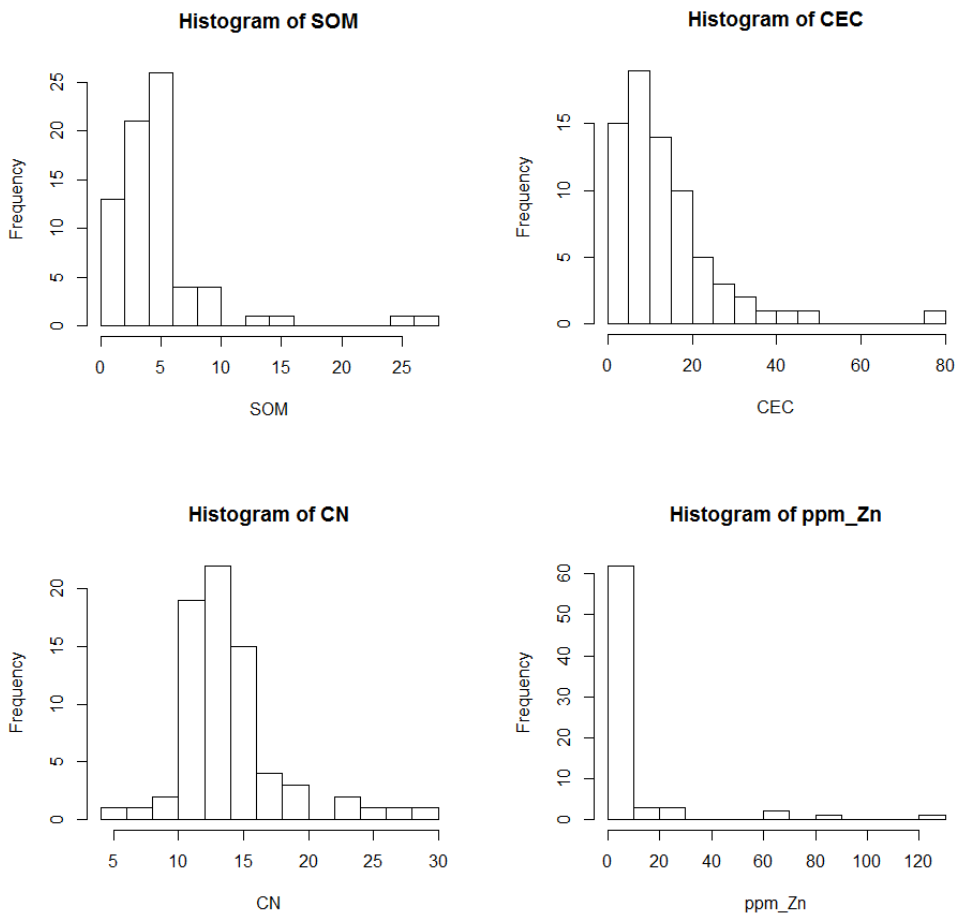 Histogram of SOM
Frequency
25
20
15
10
5
0
0 5 10 15 20 25
SOM
Histogram of CEC
Frequency
15
10
5
0
0 20 40 60 80
CEC
Histogram of CN
Frequency
20
15
10
5
0
5 10 15 20 25 30
CN
Histogram of ppm_Zn
Frequency
60
50
40
30
20
10
0
0 20 40 60 80 100 120
ppm_Zn